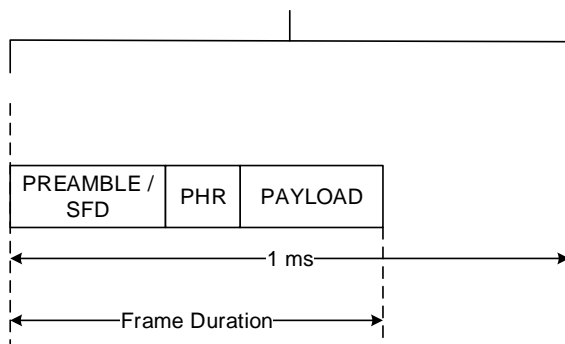 PREAMBLE /
SFD
PHR
PAYLOAD
1 ms
Frame Duration